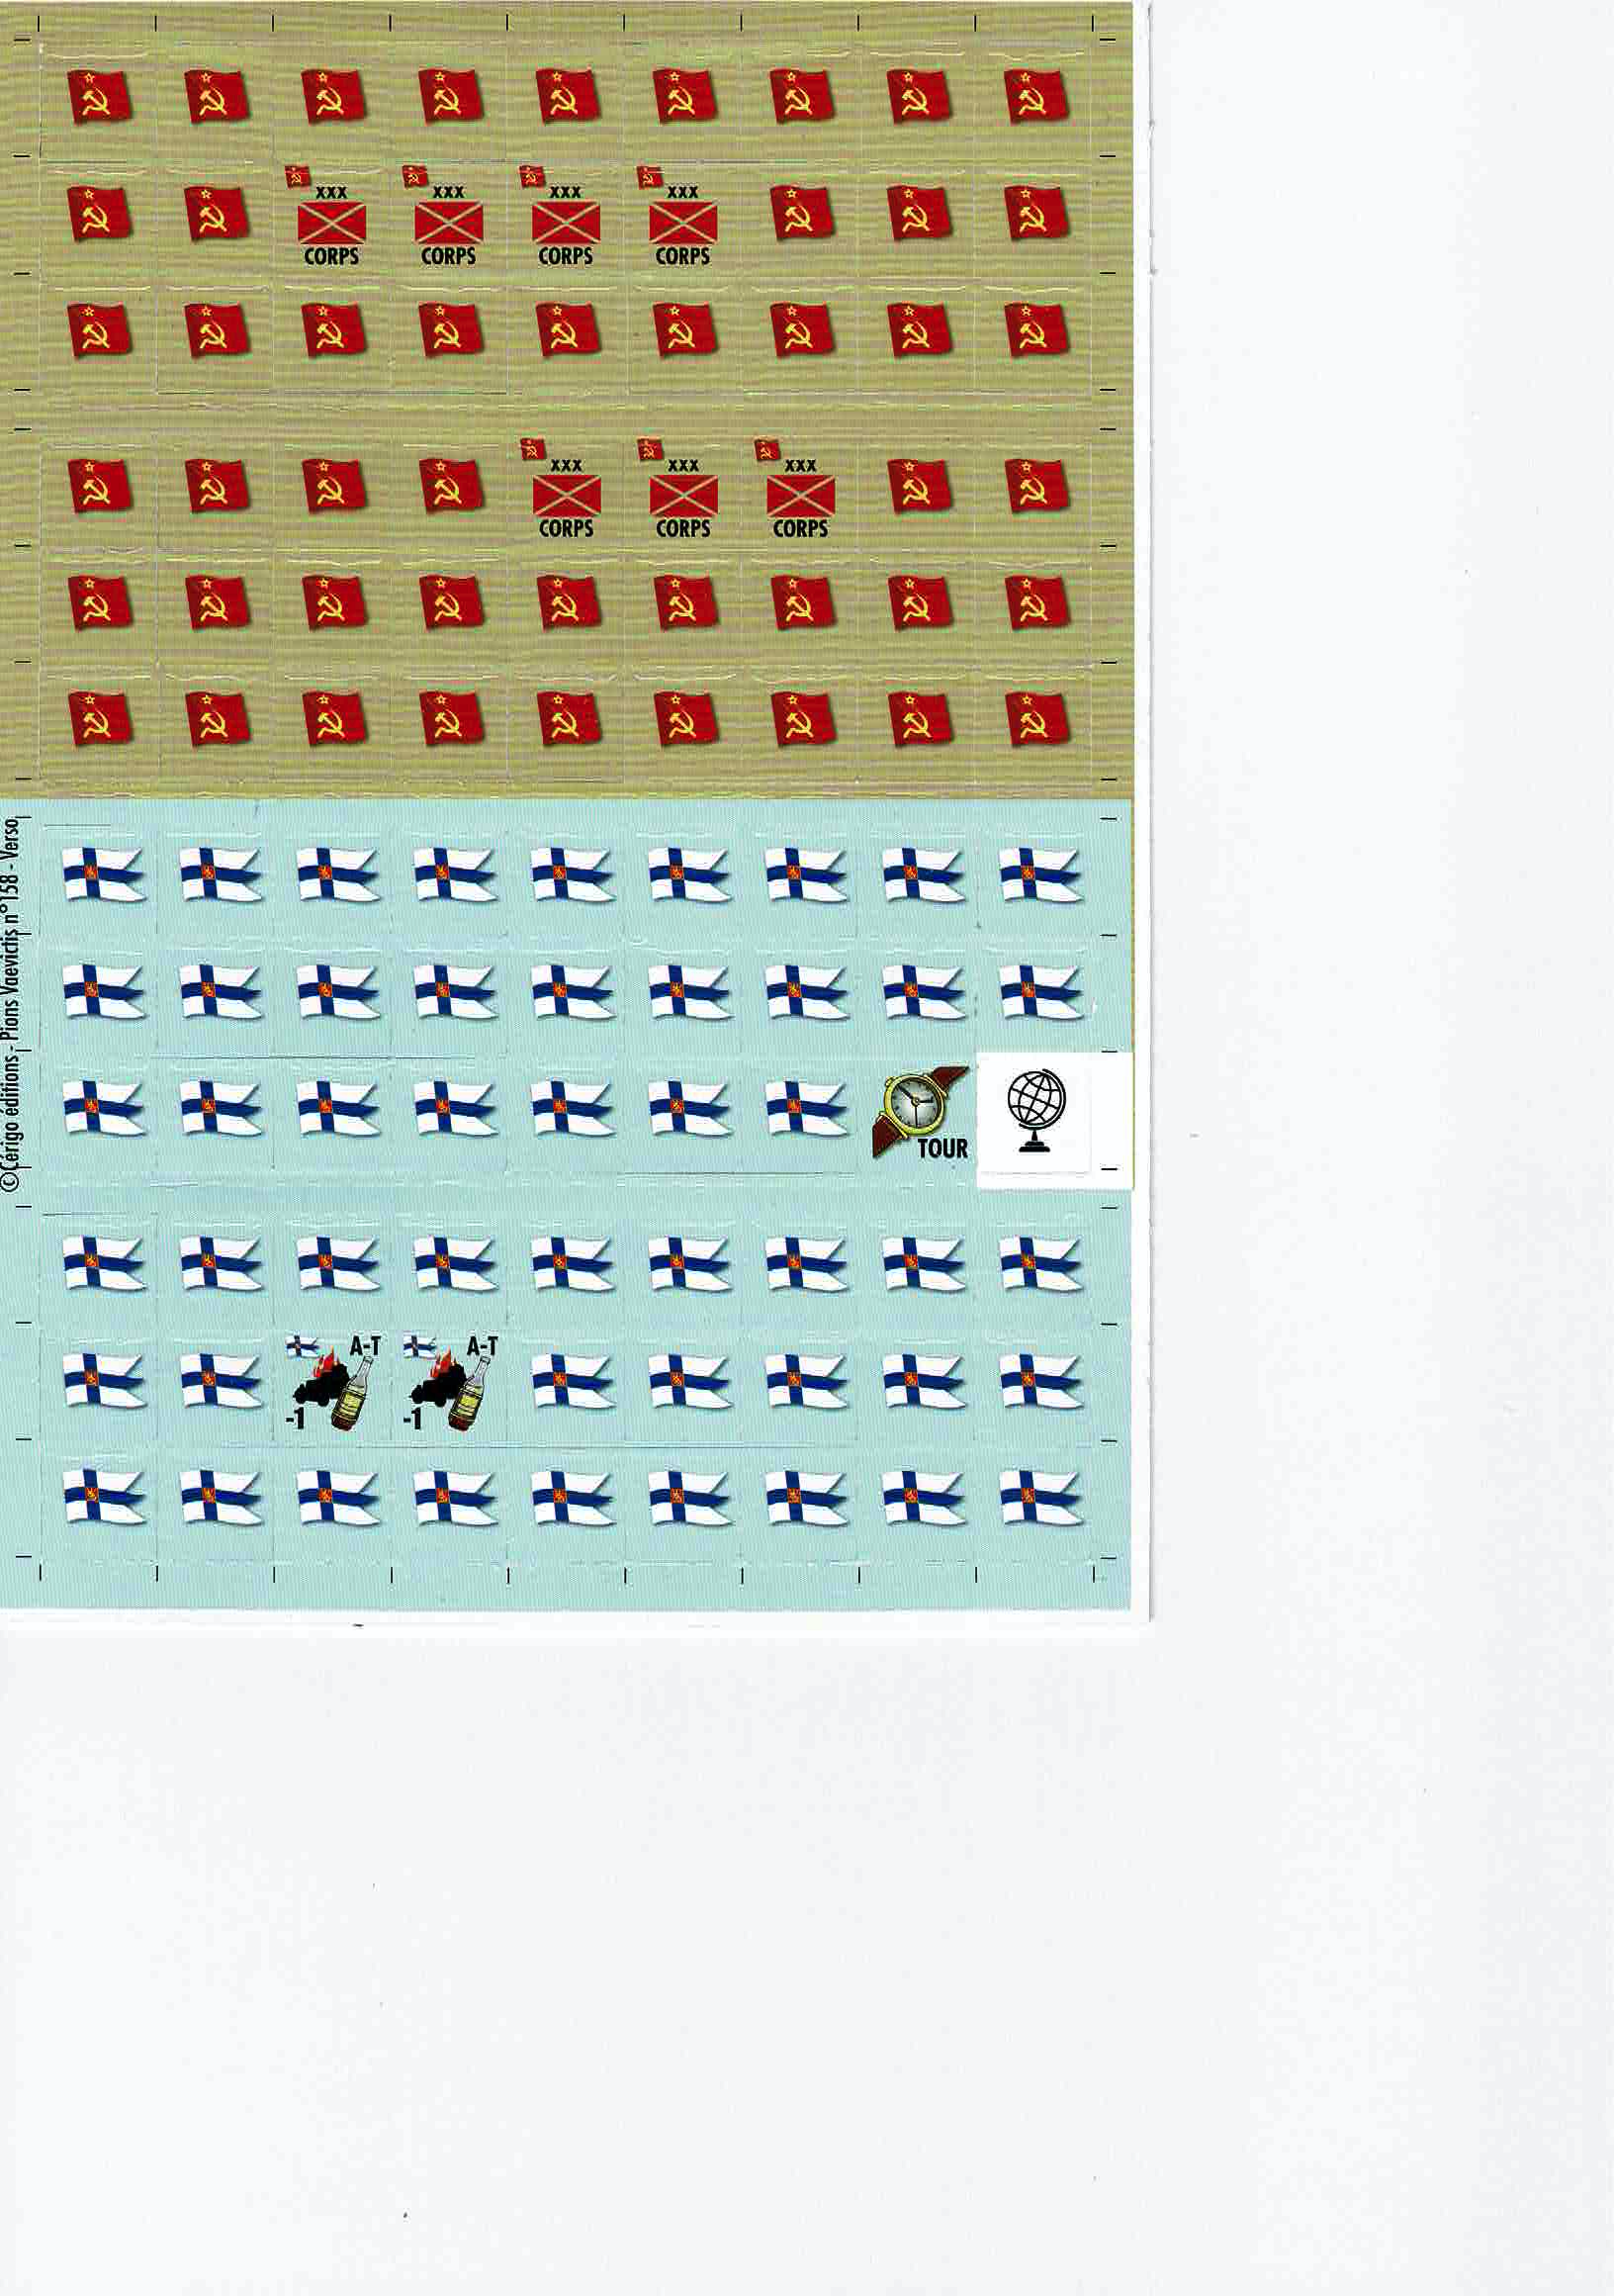 XXX XXX XXX XXX
CORPS CORPS CORPS CORPS
XXX XXX XXX
CORPS CORPS CORPS
©Cérigo éditions - Pions Vaevictis n°158 - Verso
TOUR
A-T A-T
-1 -1